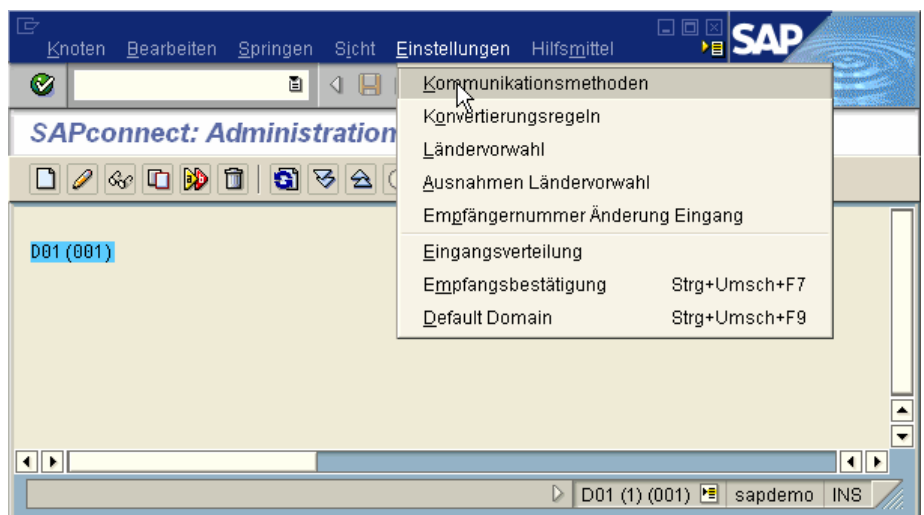 Knoten Bearbeiten Springen Sicht Einstellungen Hilfsmittel
SAP
Kommunikationsmethoden
Konvertierungsregeln
SAPconnect: Administration
Ländervorwahl
Ausnahmen Ländervorwahl
Empfängernummer Änderung Eingang
D01 (001)
Eingangsverteilung
Empfangsbestätigung Strg+Umsch+F7
Default Domain Strg+Umsch+F9
D01 (1) (001) sapdemo INS